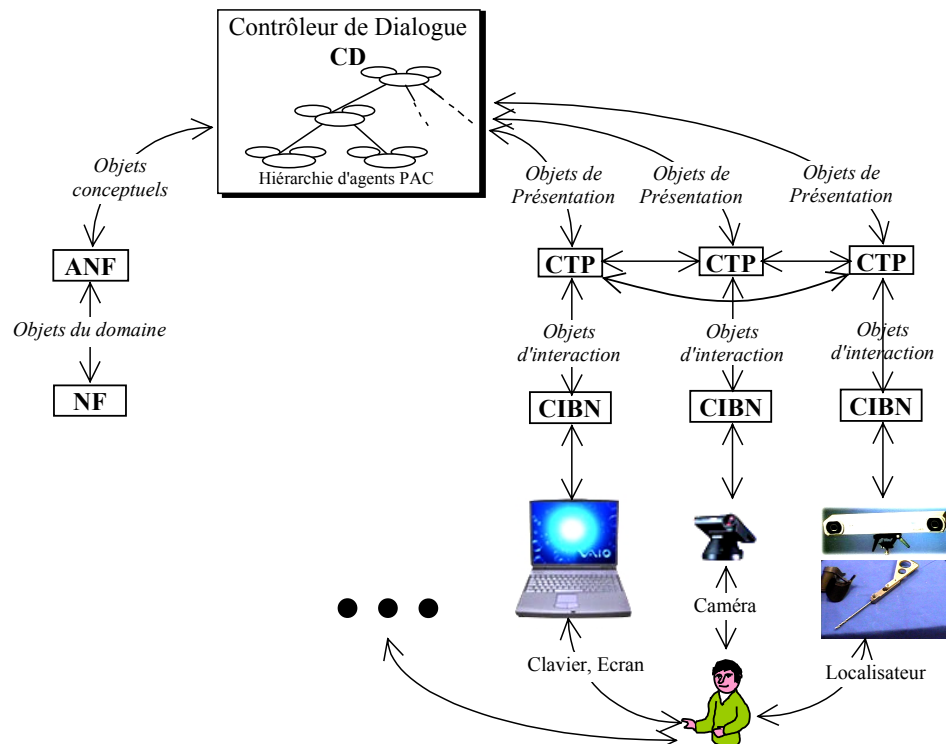 Contrôleur de Dialogue
CD
Hiérarchie d'agents PAC
Objets
conceptuels
Objets de
Présentation
Objets de
Présentation
Objets de
Présentation
ANF
CTP
CTP
CTP
Objets du domaine
Objets
d'interaction
Objets
d'interaction
Objets
d'interaction
NF
CIBN
CIBN
CIBN
VAIO
Caméra
Clavier, Ecran
Localisateur